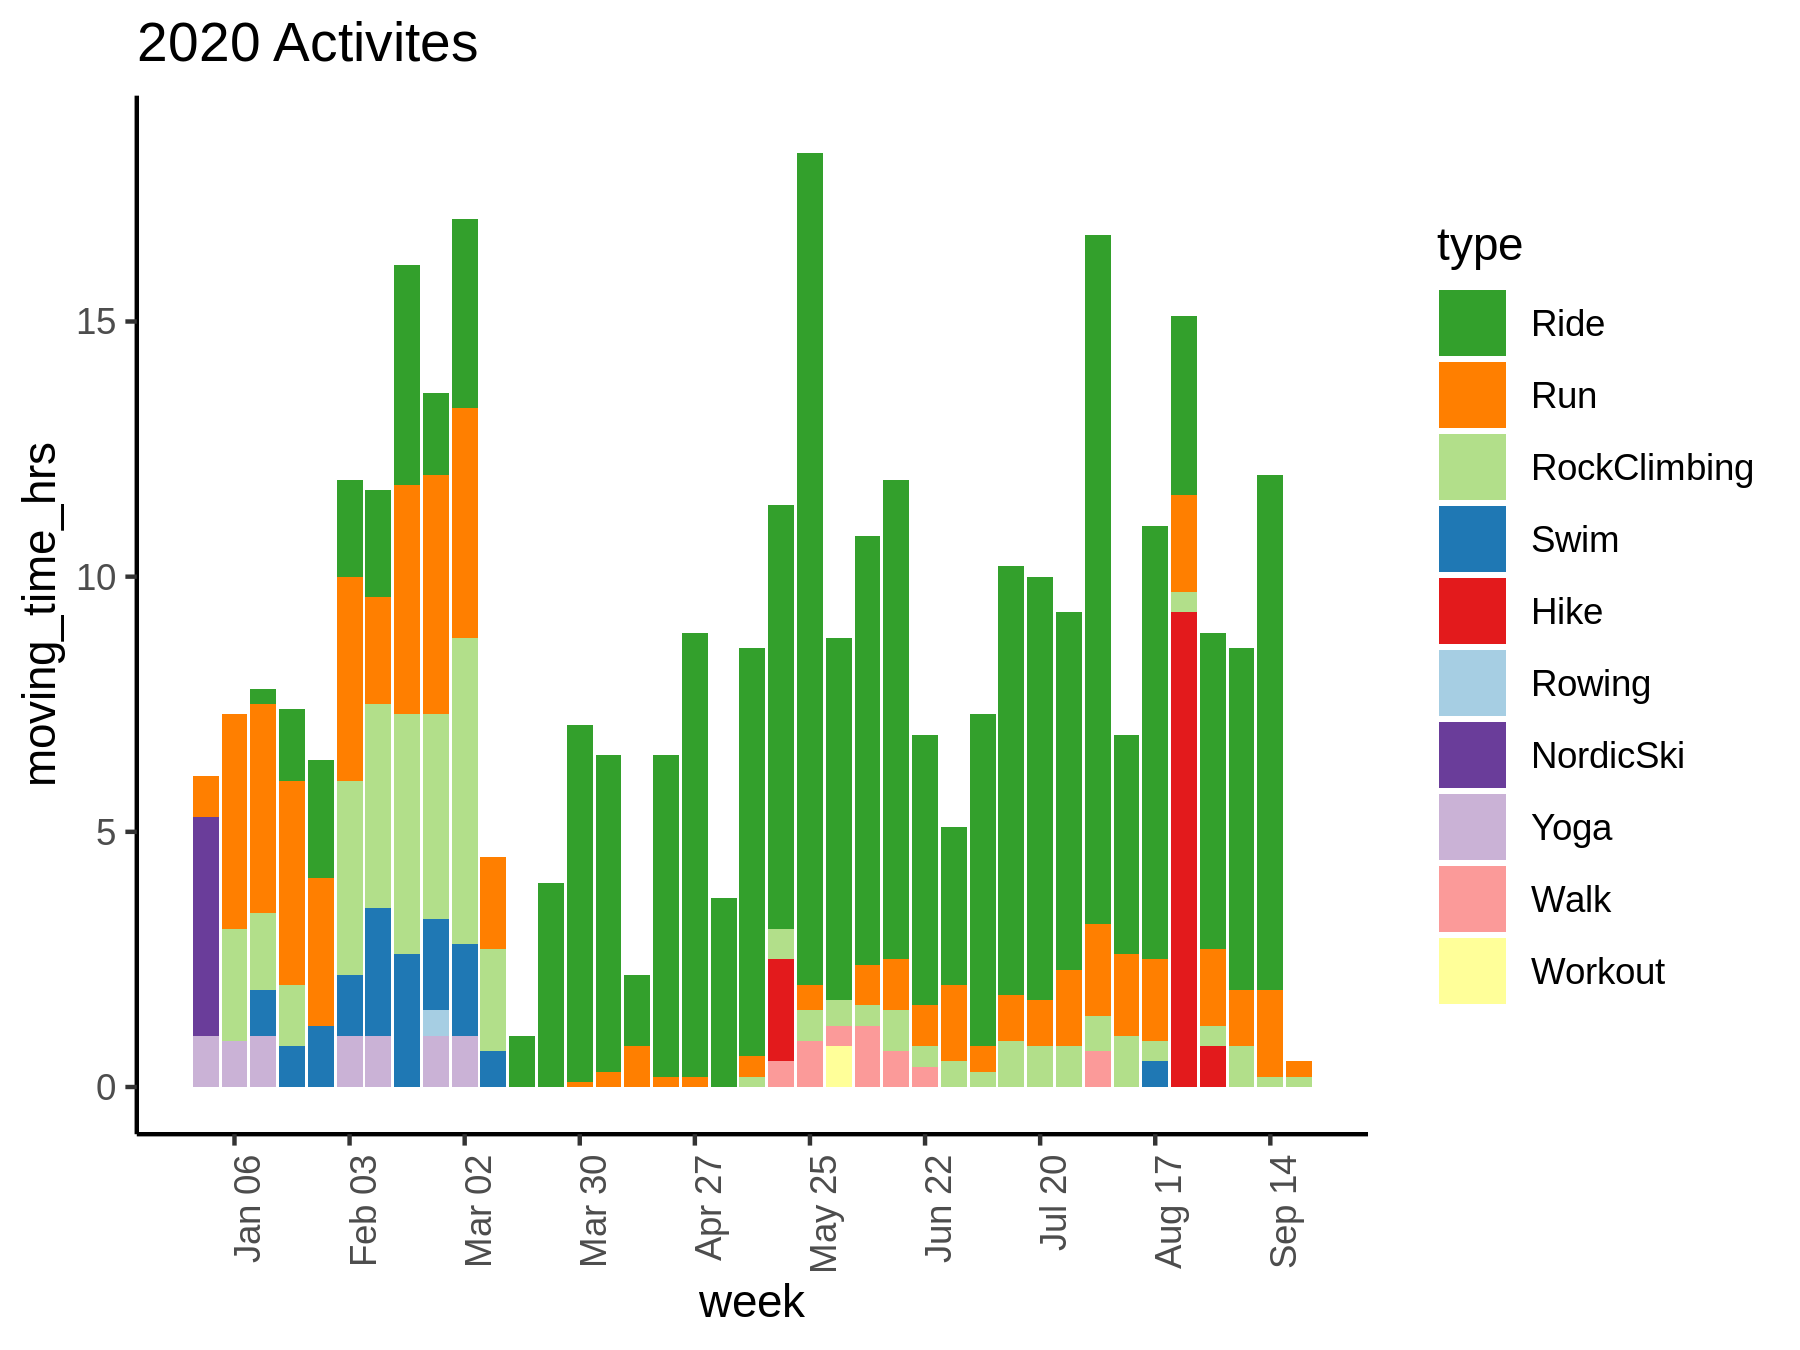 2020 Activites
moving_time_hrs
15
10
5
0
Jan 06
Feb 03
Mar 02
Mar 30
Apr 27
May 25
Jun 22
Jul 20
Aug 17
Sep 14
week
type
Ride
Run
RockClimbing
Swim
Hike
Rowing
NordicSki
Yoga
Walk
Workout